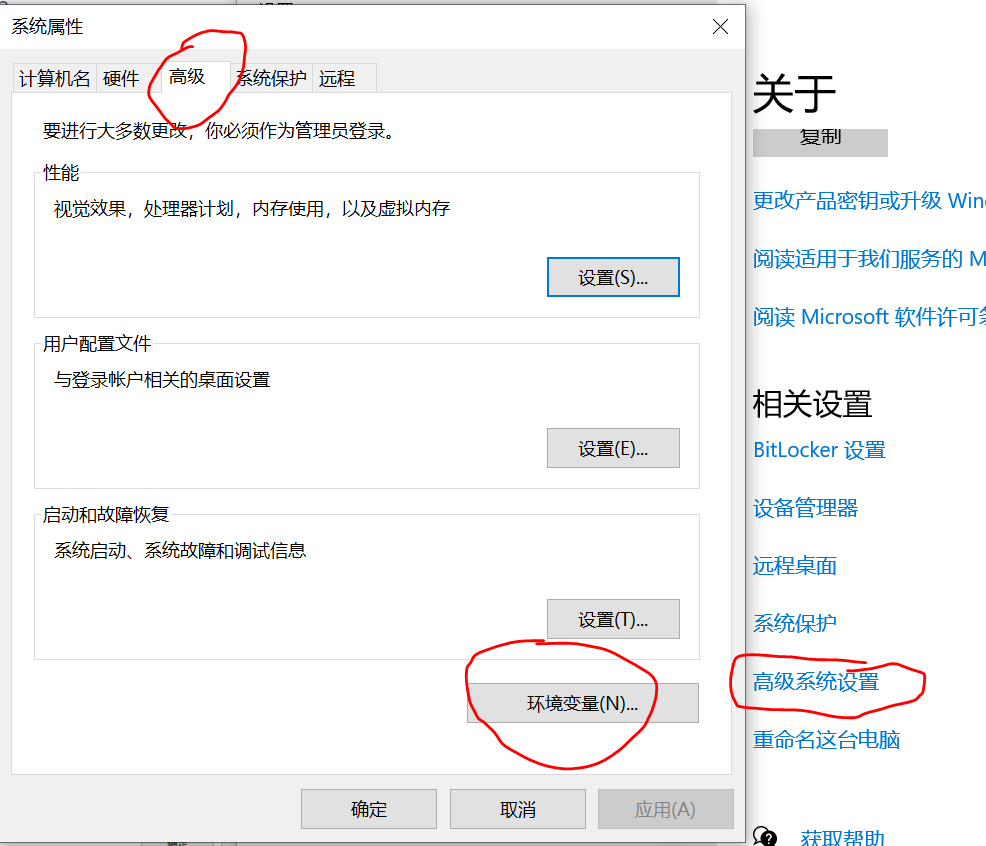 系统属性
计算机名 硬件 高级 系统保护 远程
要进行大多数更改，你必须作为管理员登录。
性能
视觉效果，处理器计划，内存使用，以及虚拟内存
设置(S)...
用户配置文件
与登录帐户相关的桌面设置
设置(E)...
启动和故障恢复
系统启动、系统故障和调试信息
设置(T)...
环境变量(N)...
确定 取消 应用(A)
关于
复制
更改产品密钥或升级
阅读适用于我们服务的
阅读 Microsoft 软件许可
相关设置
BitLocker 设置
设备管理器
远程桌面
系统保护
高级系统设置
重命名这台电脑
获取帮助